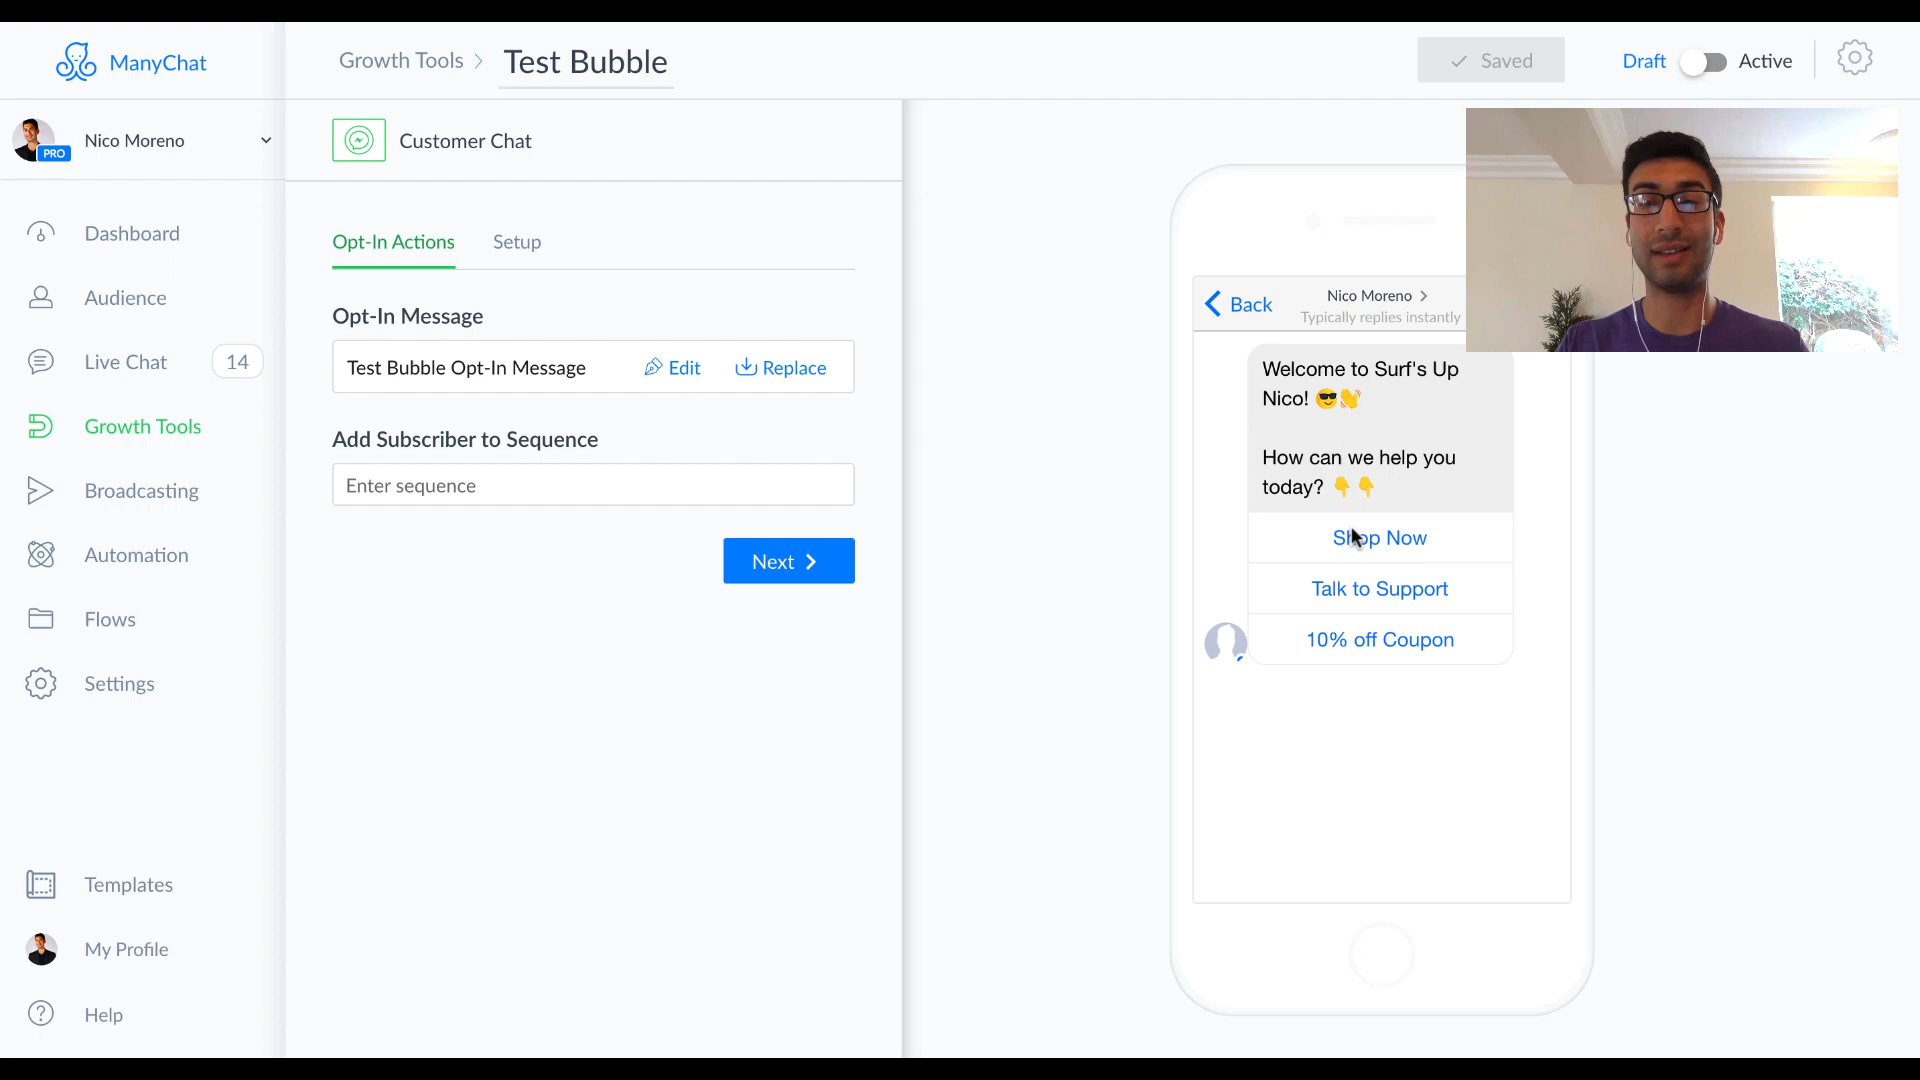 ManyChat
Growth Tools
Test Bubble
Saved
Draft
Active
PRO
Nico Moreno
Customer Chat
Dashboard
Audience
Live Chat
14
Growth Tools
Broadcasting
Automation
Flows
Settings
Templates
My Profile
Help
Opt-In Actions
Setup
Opt-In Message
Test Bubble Opt-In Message
Edit
Replace
Add Subscriber to Sequence
Enter sequence
Next
Back
Nico Moreno
Typically replies instantly
Welcome to Surf's Up
Nico! 😎👋
How can we help you
today? 👇👇
Shop Now
Talk to Support
10% off Coupon